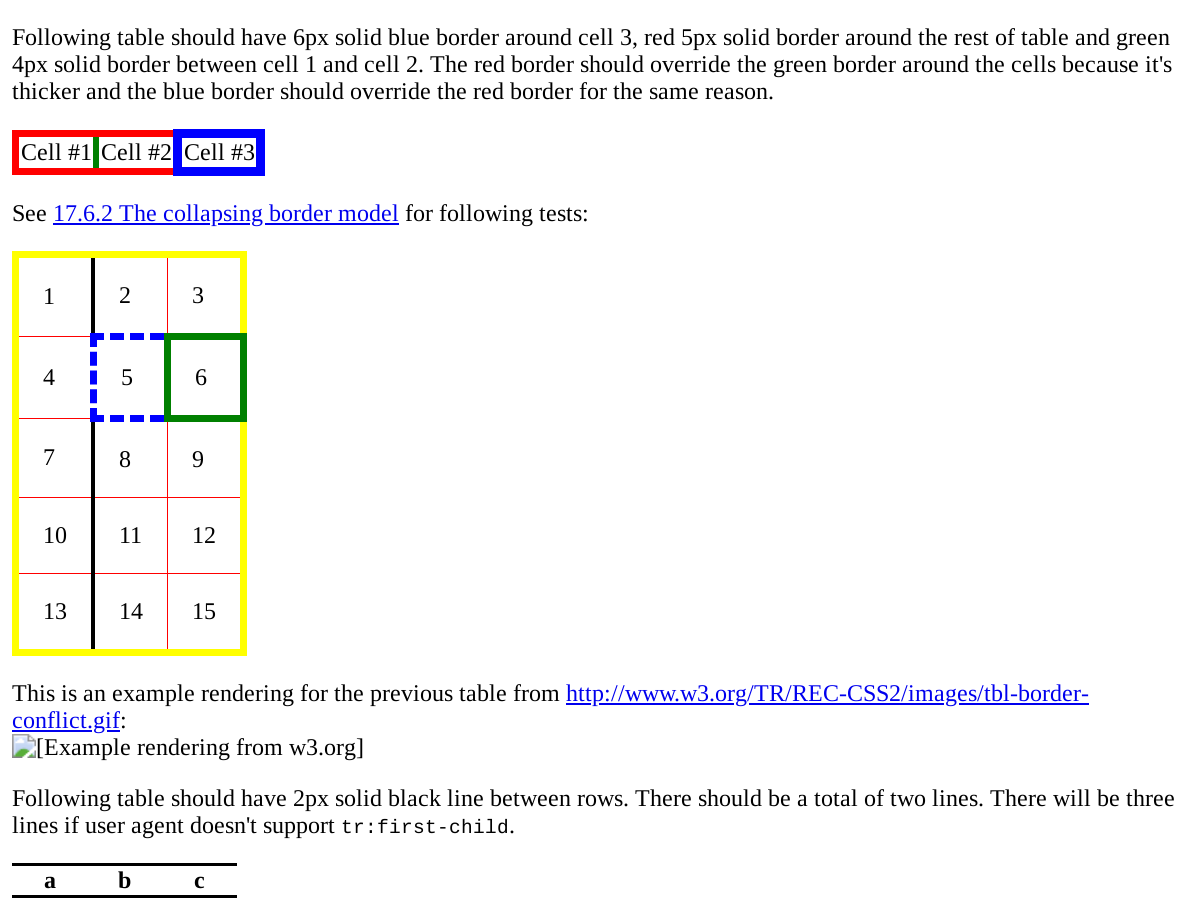 Following table should have 6px solid blue border around cell 3, red 5px solid border around the rest of table and green
4px solid border between cell 1 and cell 2. The red border should override the green border around the cells because it's
thicker and the blue border should override the red border for the same reason.
Cell #1 Cell #2 Cell #3
See 17.6.2 The collapsing border model for following tests:
1 2 3
4 5 6
7 8 9
10 11 12
13 14 15
This is an example rendering for the previous table from http://www.w3.org/TR/REC-CSS2/images/tbl-border-
conflict.gif:
[Example rendering from w3.org]
Following table should have 2px solid black line between rows. There should be a total of two lines. There will be three
lines if user agent doesn't support tr:first-child.
a b c